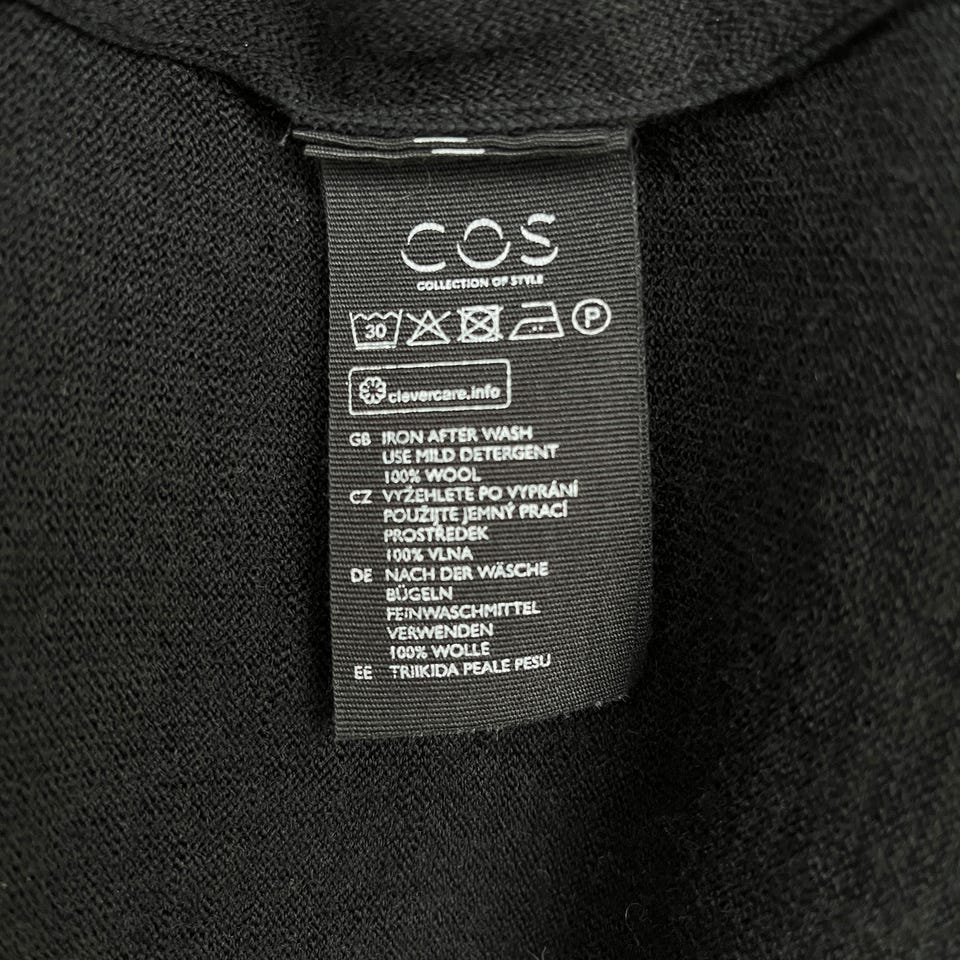 COS
COLLECTION OF STYLE
30
P
clevercare.info
GB IRON AFTER WASH
USE MILD DETERGENT
100% WOOL
CZ VYŽEHLETE PO VYPRÁNÍ
POUŽIJTE JEMNÝ PRACÍ
PROSTŘEDEK
100% VLNA
DE NACH DER WÄSCHE
BÜGELN
FEINWASCHMITTEL
VERWENDEN
100% WOLLE
EE TRIIKIDA PEALE PESU